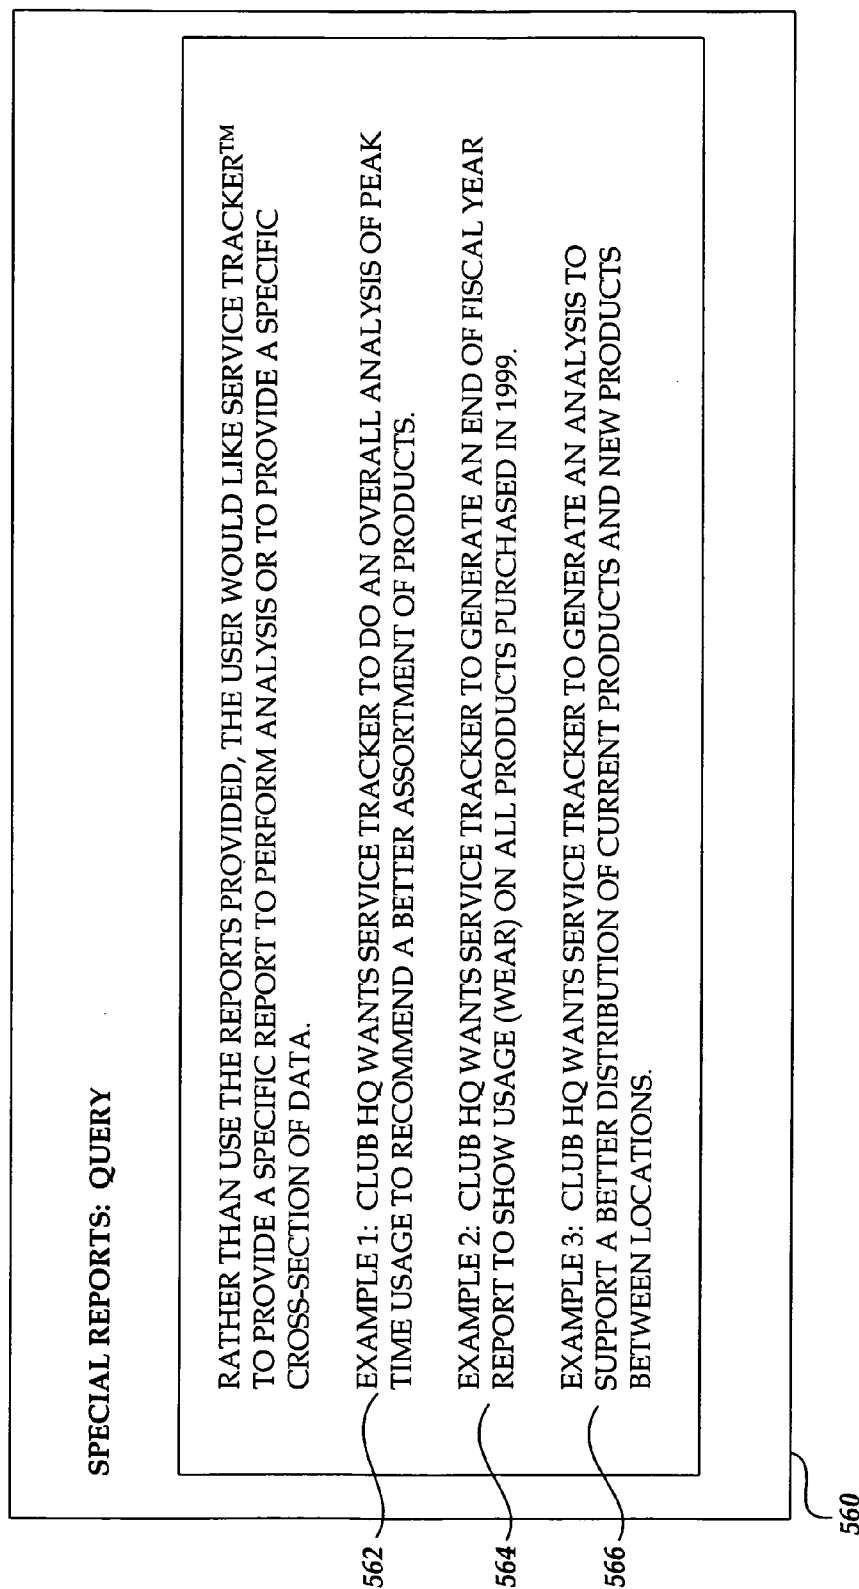 SPECIAL REPORTS: QUERY
RATHER THAN USE THE REPORTS PROVIDED, THE USER WOULD LIKE SERVICE TRACKER™
TO PROVIDE A SPECIFIC REPORT TO PERFORM ANALYSIS OR TO PROVIDE A SPECIFIC
CROSS-SECTION OF DATA.
EXAMPLE 1: CLUB HQ WANTS SERVICE TRACKER TO DO AN OVERALL ANALYSIS OF PEAK
TIME USAGE TO RECOMMEND A BETTER ASSORTMENT OF PRODUCTS.
EXAMPLE 2: CLUB HQ WANTS SERVICE TRACKER TO GENERATE AN END OF FISCAL YEAR
REPORT TO SHOW USAGE (WEAR) ON ALL PRODUCTS PURCHASED IN 1999.
EXAMPLE 3: CLUB HQ WANTS SERVICE TRACKER TO GENERATE AN ANALYSIS TO
SUPPORT A BETTER DISTRIBUTION OF CURRENT PRODUCTS AND NEW PRODUCTS
BETWEEN LOCATIONS.
562
564
566
560